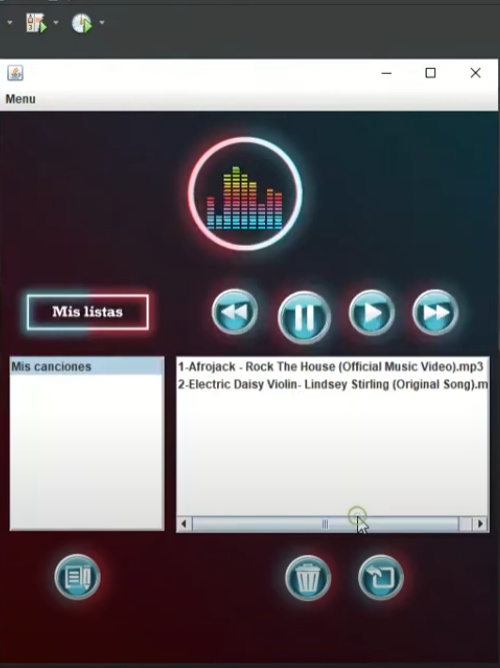 Menu
Mis listas
Mis canciones
1-Afrojack - Rock The House (Official Music Video).mp3
2-Electric Daisy Violin- Lindsey Stirling (Original Song).m